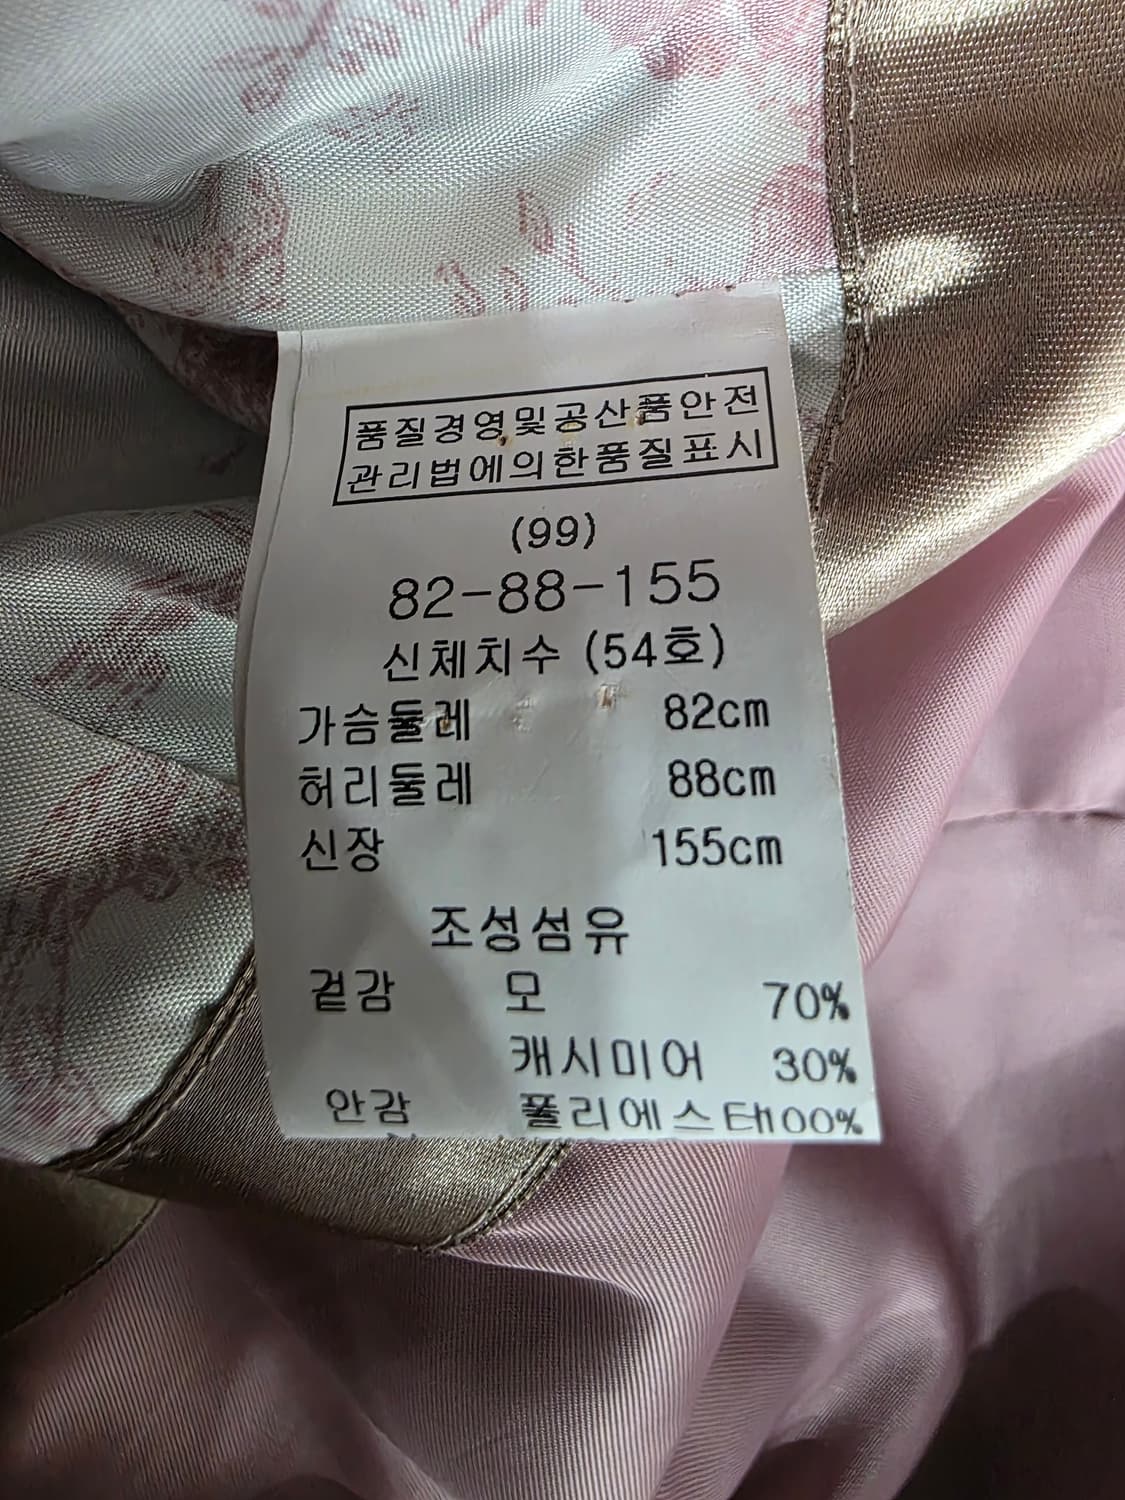 품질경영및공산품안전
관리법에의한품질표시
(99)
82-88-155
신체치수 (54호)
가슴둘레 82cm
허리둘레 88cm
신장 155cm
조성섬유
겉감 모 70%
캐시미어 30%
안감 폴리에스테100%